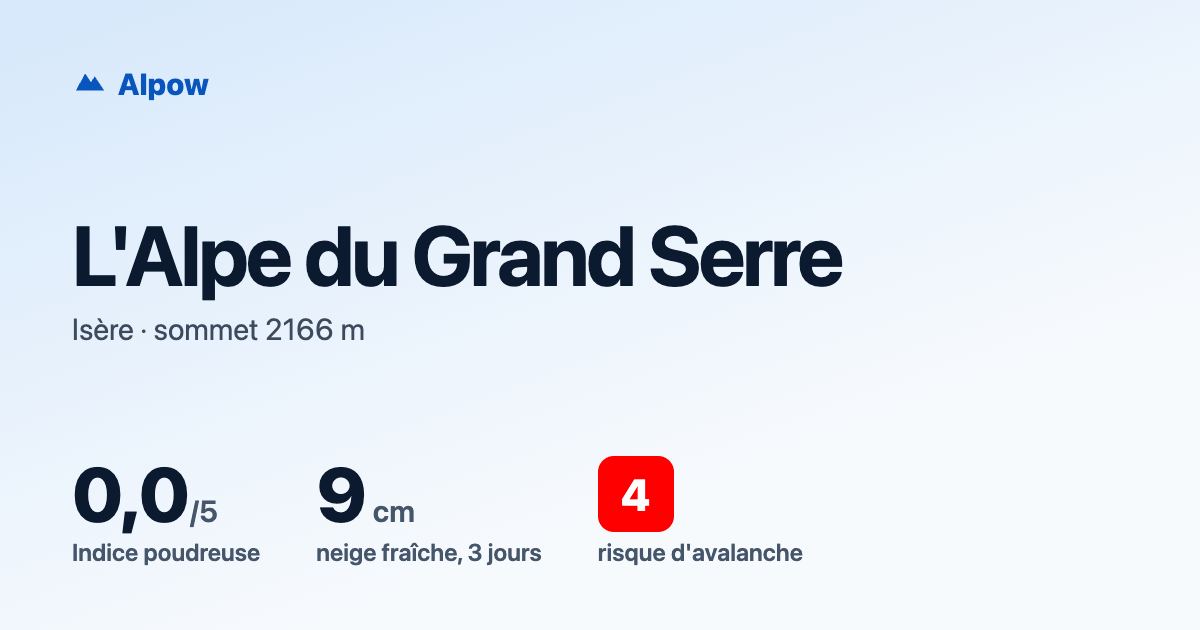 Alpow
L'Alpe du Grand Serre
Isère · sommet 2166 m
0,0/5
Indice poudreuse
9 cm
neige fraîche, 3 jours
4
risque d'avalanche